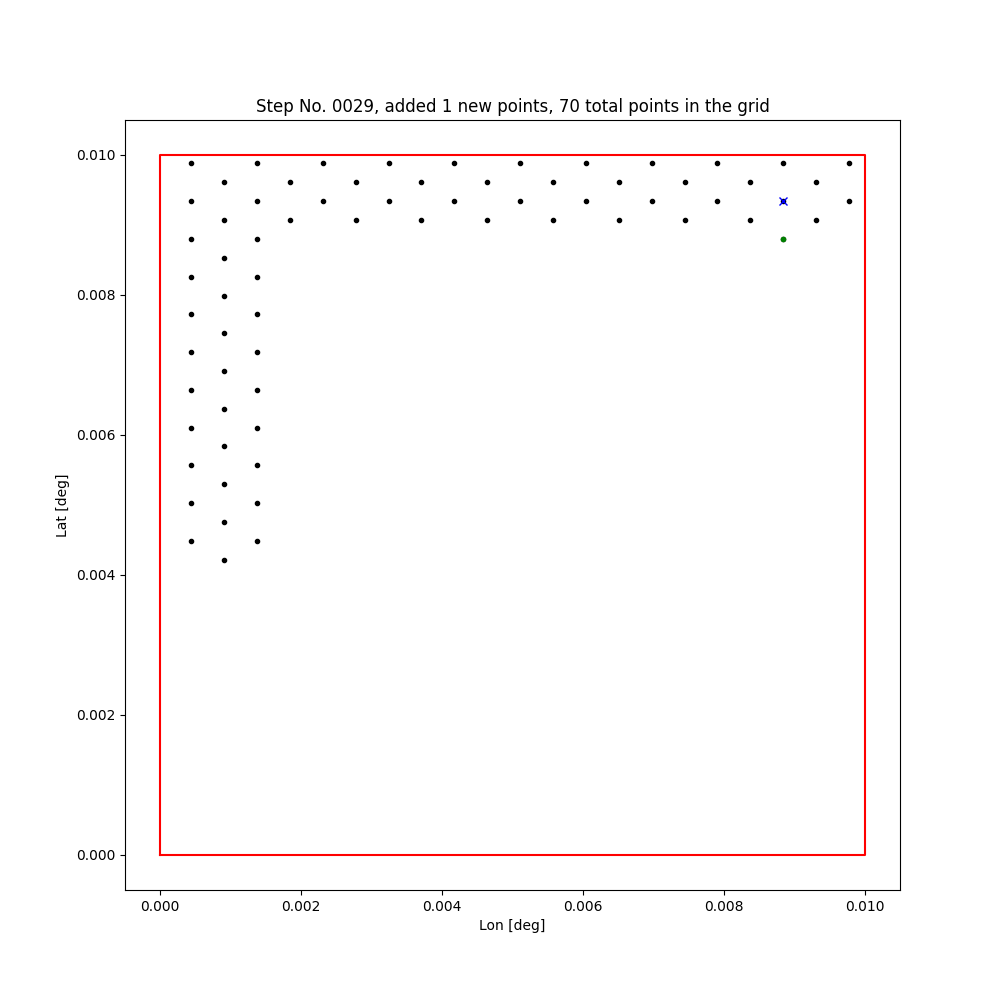 Step No. 0029, added 1 new points, 70 total points in the grid
0.010
0.008
0.006
0.004
0.002
0.000
Lat [deg]
0.000 0.002 0.004 0.006 0.008 0.010
Lon [deg]